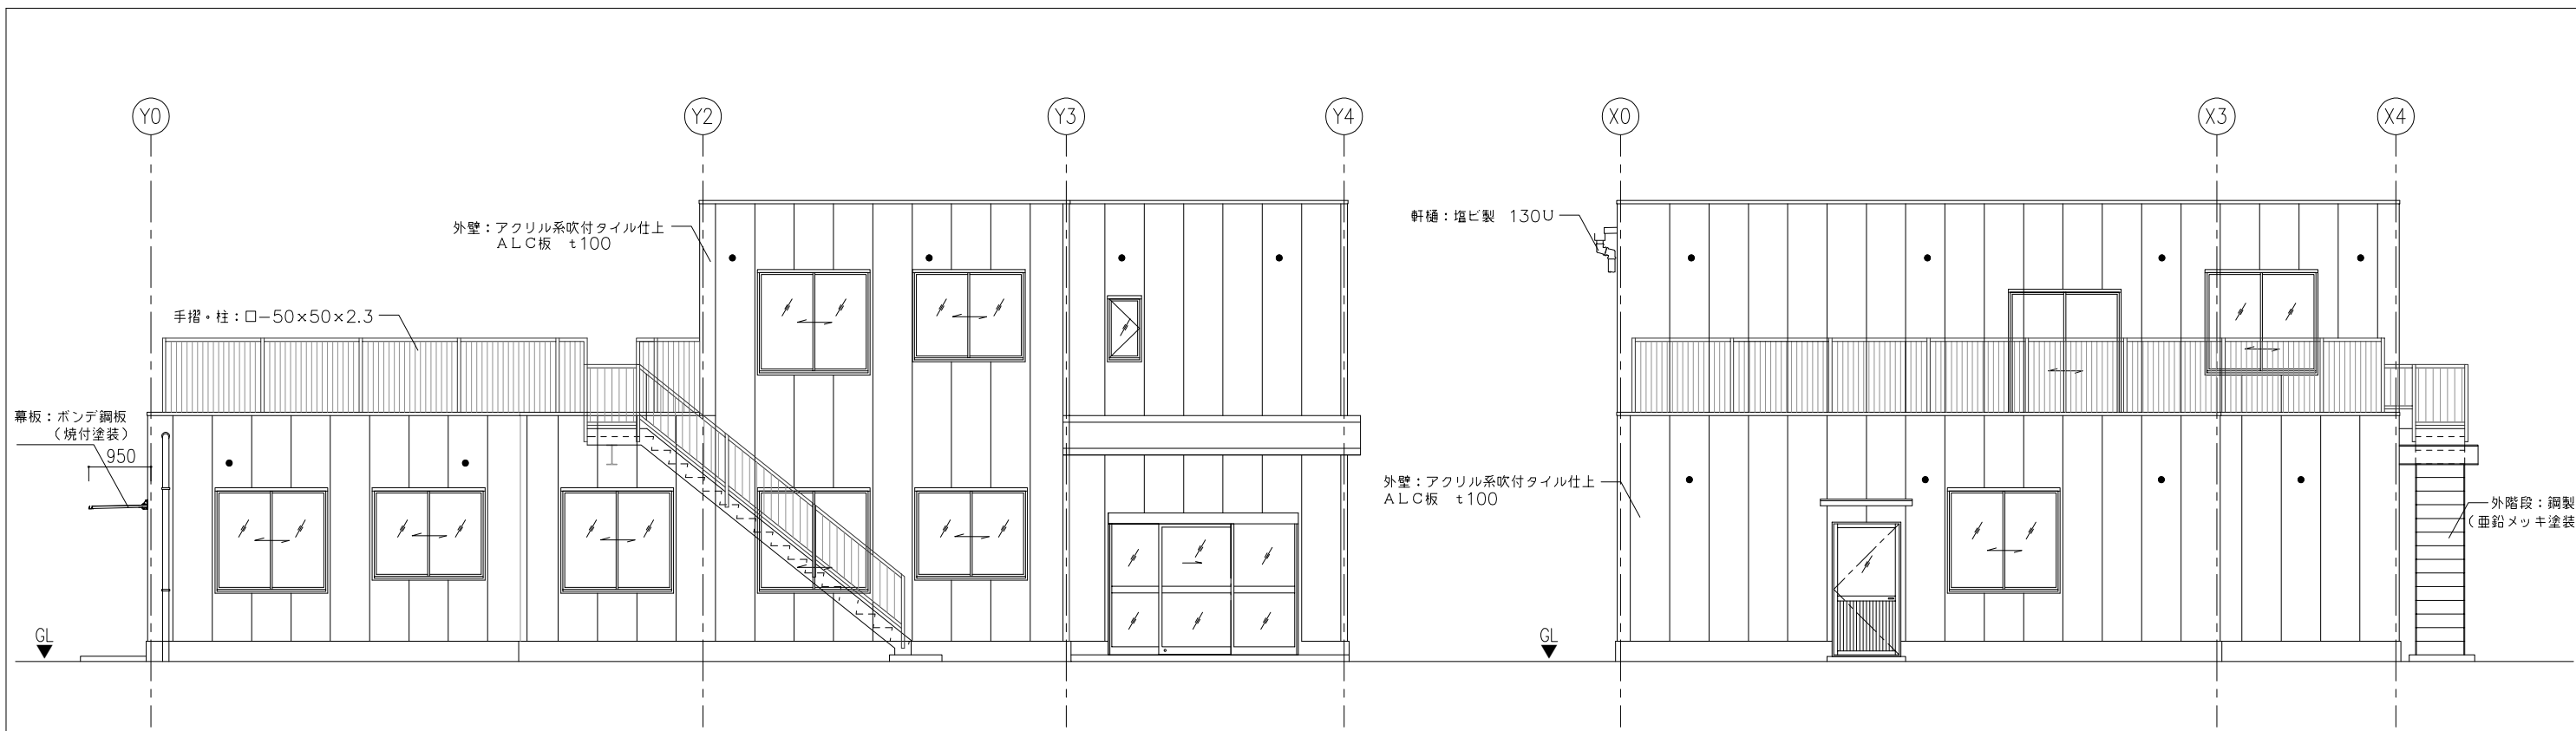 Y0
Y2
Y3
Y4
X0
X3
X4
外壁：アクリル系吹付タイル仕上
ＡＬＣ板　t100
手摺・柱：ロ－50×50×2.3
幕板：ボンデ鋼板
（焼付塗装）
950
GL
軒樋：塩ビ製　130U
外壁：アクリル系吹付タイル仕上
ＡＬＣ板　t100
外階段：鋼製
（亜鉛メッキ塗装
GL